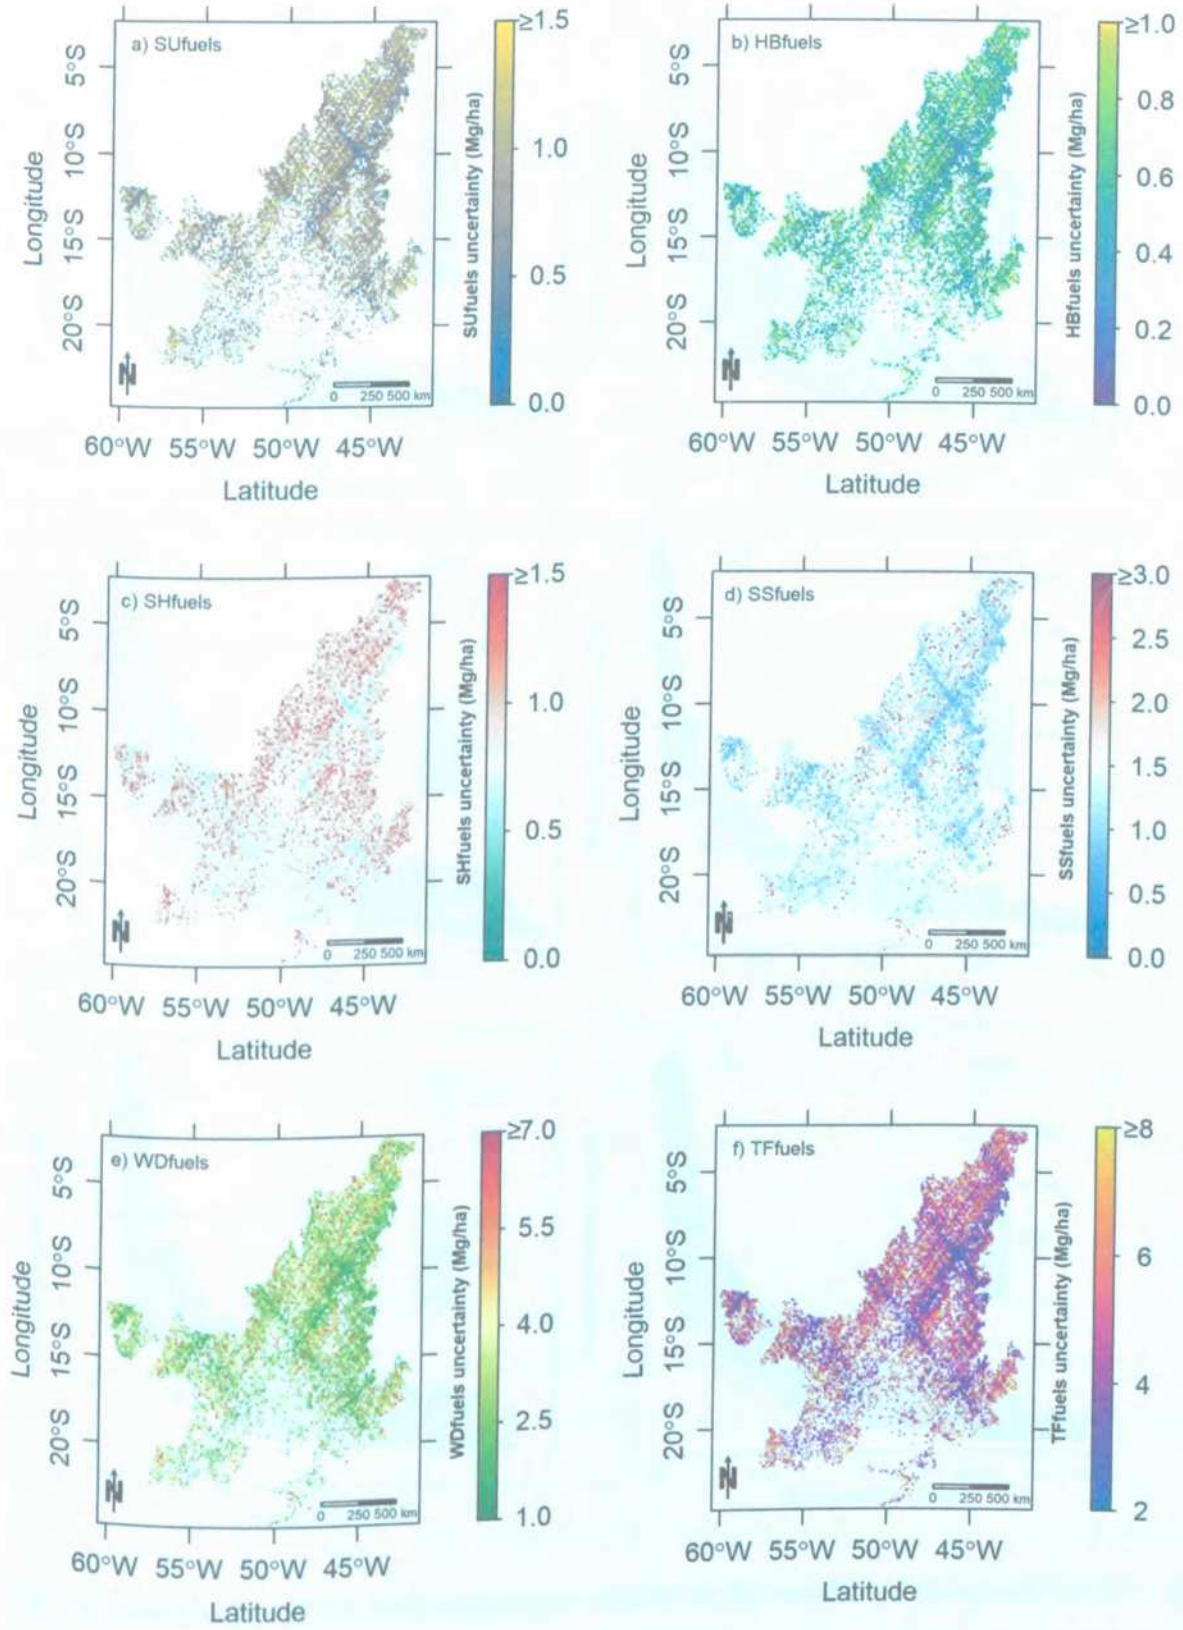 a) SUfuels
5°S
10°S
15°S
20°S
Longitude
N
0 250 500 km
60°W 55°W 50°W 45°W
Latitude
≥1.5
1.0
0.5
0.0
SUfuels uncertainty (Mg/ha)
b) HBfuels
5°S
10°S
15°S
20°S
Longitude
N
0 250 500 km
60°W 55°W 50°W 45°W
Latitude
≥1.0
0.8
0.6
0.4
0.2
0.0
HBfuels uncertainty (Mg/ha)
c) SHfuels
5°S
10°S
15°S
20°S
Longitude
N
0 250 500 km
60°W 55°W 50°W 45°W
Latitude
≥1.5
1.0
0.5
0.0
SHfuels uncertainty (Mg/ha)
d) SSfuels
5°S
10°S
15°S
20°S
Longitude
N
0 250 500 km
60°W 55°W 50°W 45°W
Latitude
≥3.0
2.5
2.0
1.5
1.0
0.5
0.0
SSfuels uncertainty (Mg/ha)
e) WDfuels
5°S
10°S
15°S
20°S
Longitude
N
0 250 500 km
60°W 55°W 50°W 45°W
Latitude
≥7.0
5.5
4.0
2.5
1.0
WDfuels uncertainty (Mg/ha)
f) TFfuels
5°S
10°S
15°S
20°S
Longitude
N
0 250 500 km
60°W 55°W 50°W 45°W
Latitude
≥8
6
4
2
TFfuels uncertainty (Mg/ha)